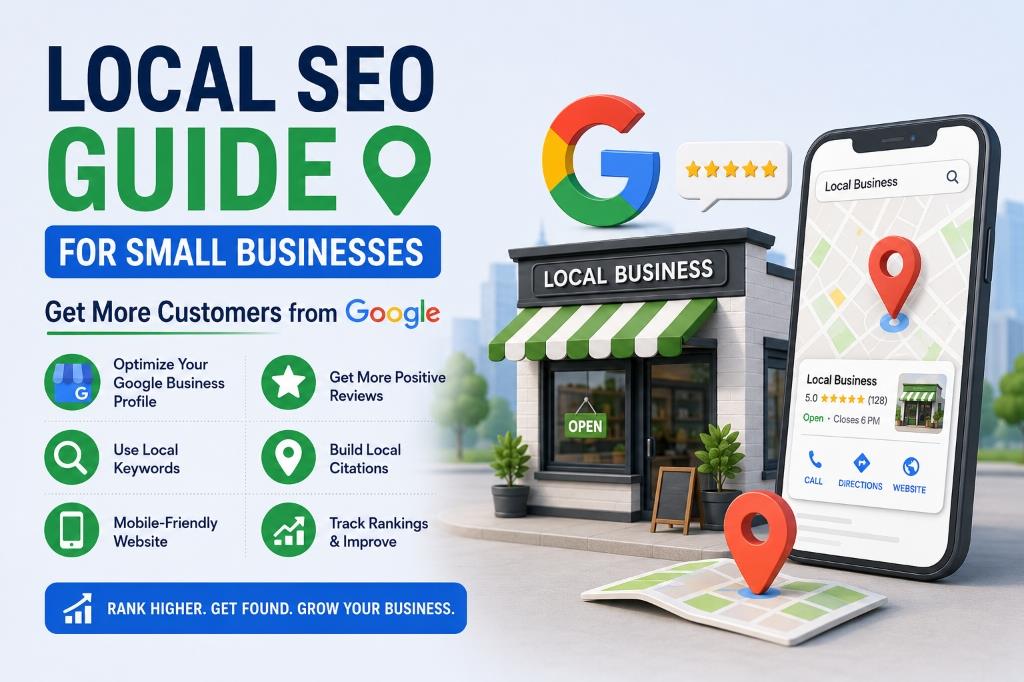 LOCAL SEO
GUIDE
FOR SMALL BUSINESSES
Get More Customers from Google
Optimize Your
Google Business
Profile
G
Get More Positive
Reviews
Use Local
Keywords
Build Local
Citations
Mobile-Friendly
Website
Track Rankings
& Improve
RANK HIGHER. GET FOUND. GROW YOUR BUSINESS.
G
LOCAL BUSINESS
OPEN
Local Business
Local Business
5.0 ★★★★★ (128)
Open · Closes 6 PM
CALL
DIRECTIONS
WEBSITE